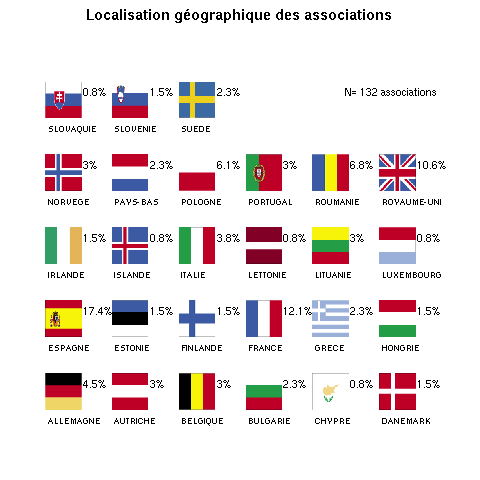 Localisation géographique des associations
0.8% 1.5% 2.3% N= 132 associations
SLOVAQUIE SLOVENIE SUEDE
3% 2.3% 6.1% 3% 6.8% 10.6%
NORVEGE PAYS-BAS POLOGNE PORTUGAL ROUMANIE ROYAUME-UNI
1.5% 0.8% 3.8% 0.8% 3% 0.8%
IRLANDE ISLANDE ITALIE LETTONIE LITUANIE LUXEMBOURG
17.4% 1.5% 1.5% 12.1% 2.3% 1.5%
ESPAGNE ESTONIE FINLANDE FRANCE GRECE HONGRIE
4.5% 3% 3% 2.3% 0.8% 1.5%
ALLEMAGNE AUTRICHE BELGIQUE BULGARIE CHYPRE DANEMARK